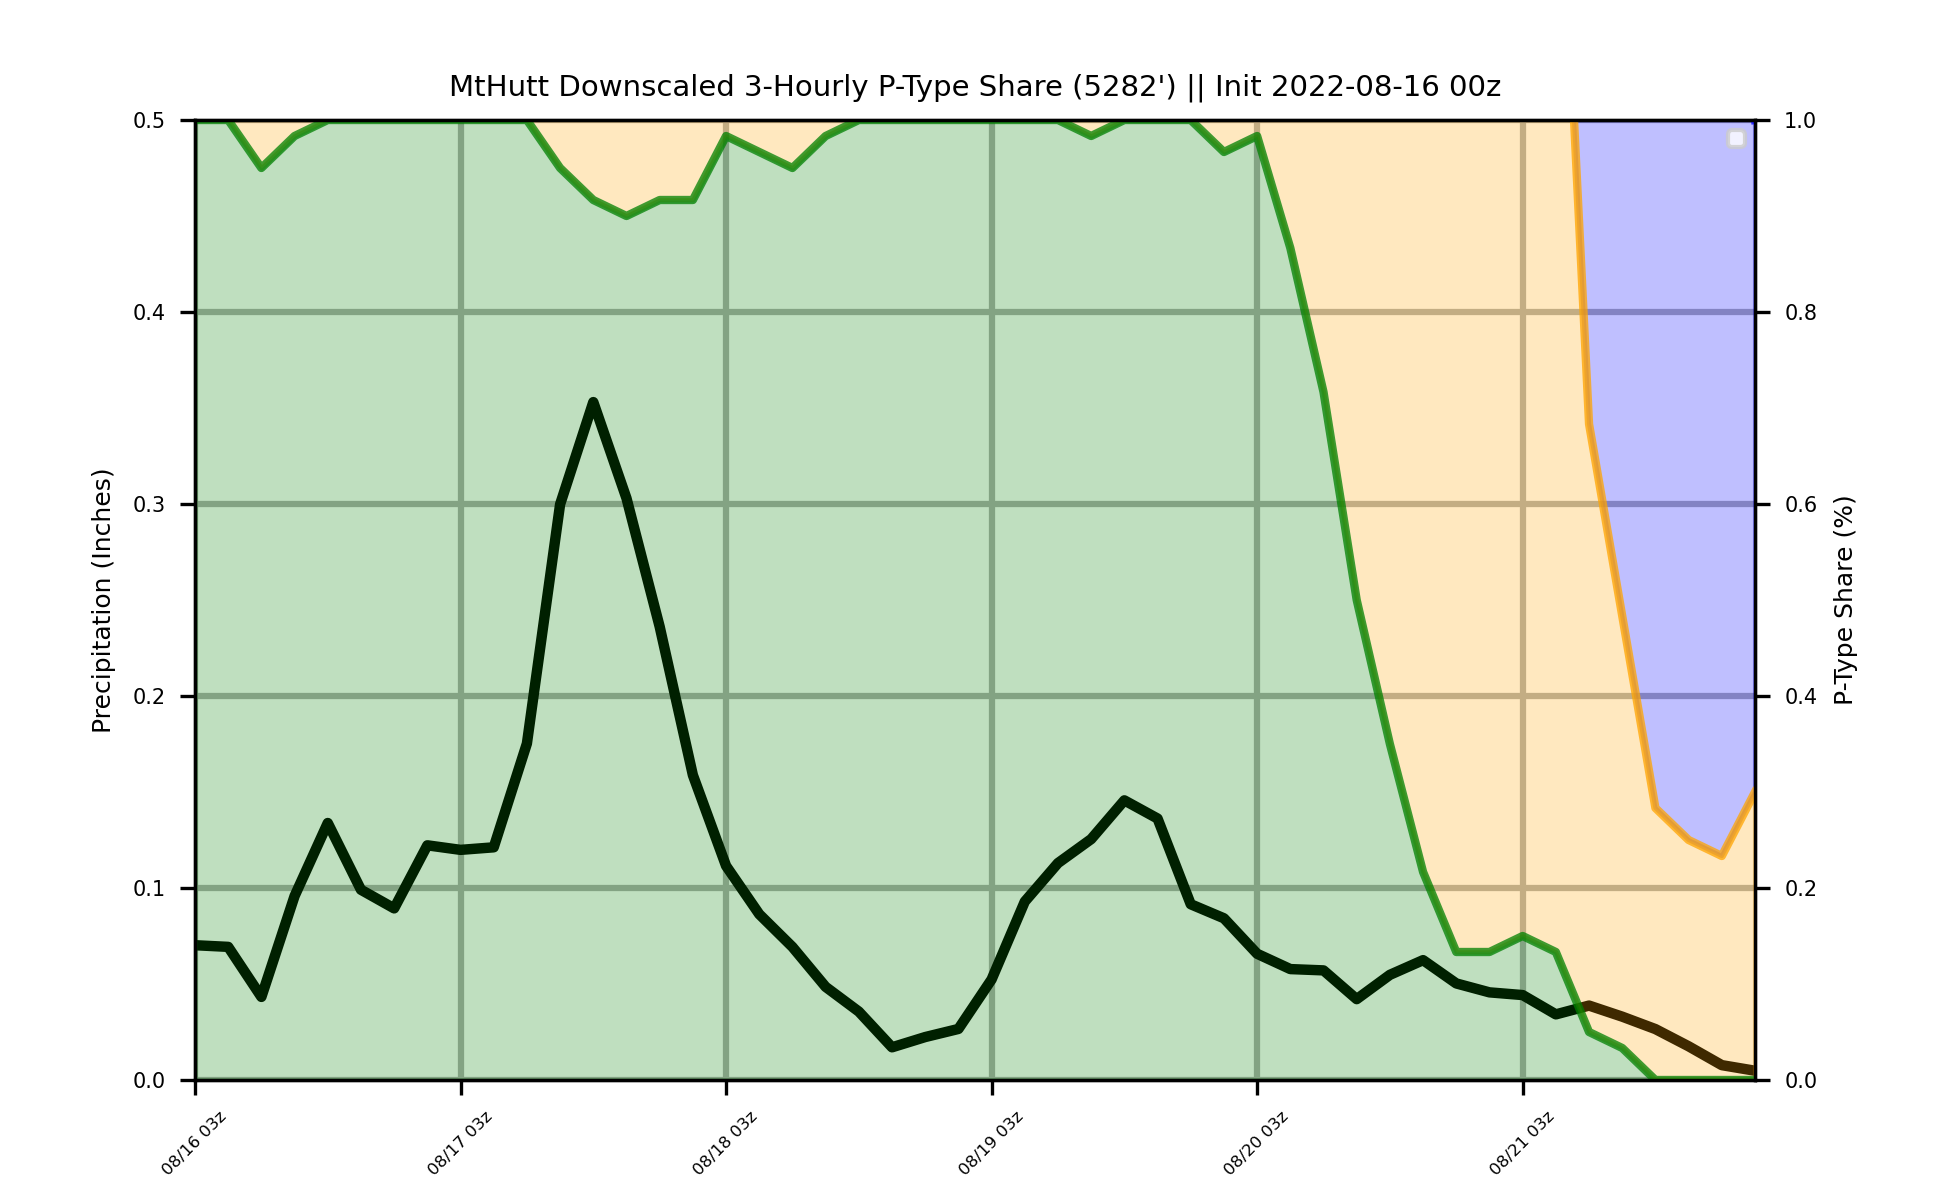 MtHutt Downscaled 3-Hourly P-Type Share (5282') || Init 2022-08-16 00z
0.5
0.4
0.3
0.2
0.1
0.0
Precipitation (Inches)
1.0
0.8
0.6
0.4
0.2
0.0
P-Type Share (%)
08/16 03z
08/17 03z
08/18 03z
08/19 03z
08/20 03z
08/21 03z